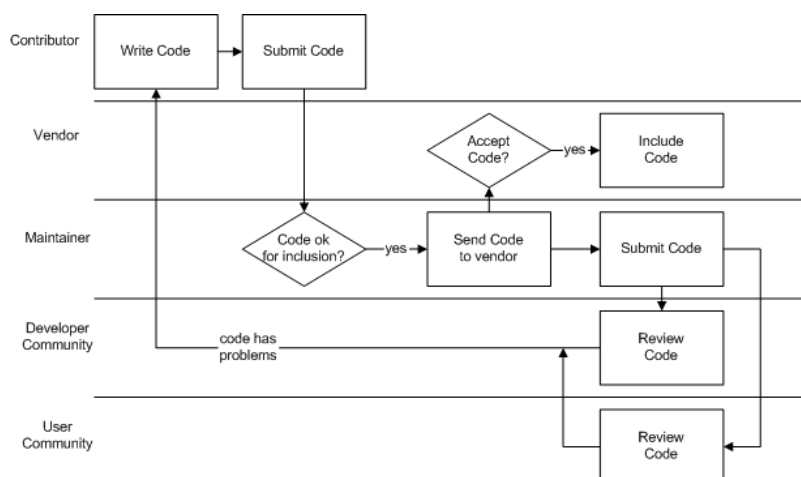 Contributor
Write Code
Submit Code
Vendor
Accept
Code?
yes
Include
Code
Maintainer
Code ok
for inclusion?
yes
Send Code
to vendor
Submit Code
Developer
Community
code has
problems
Review
Code
User
Community
Review
Code